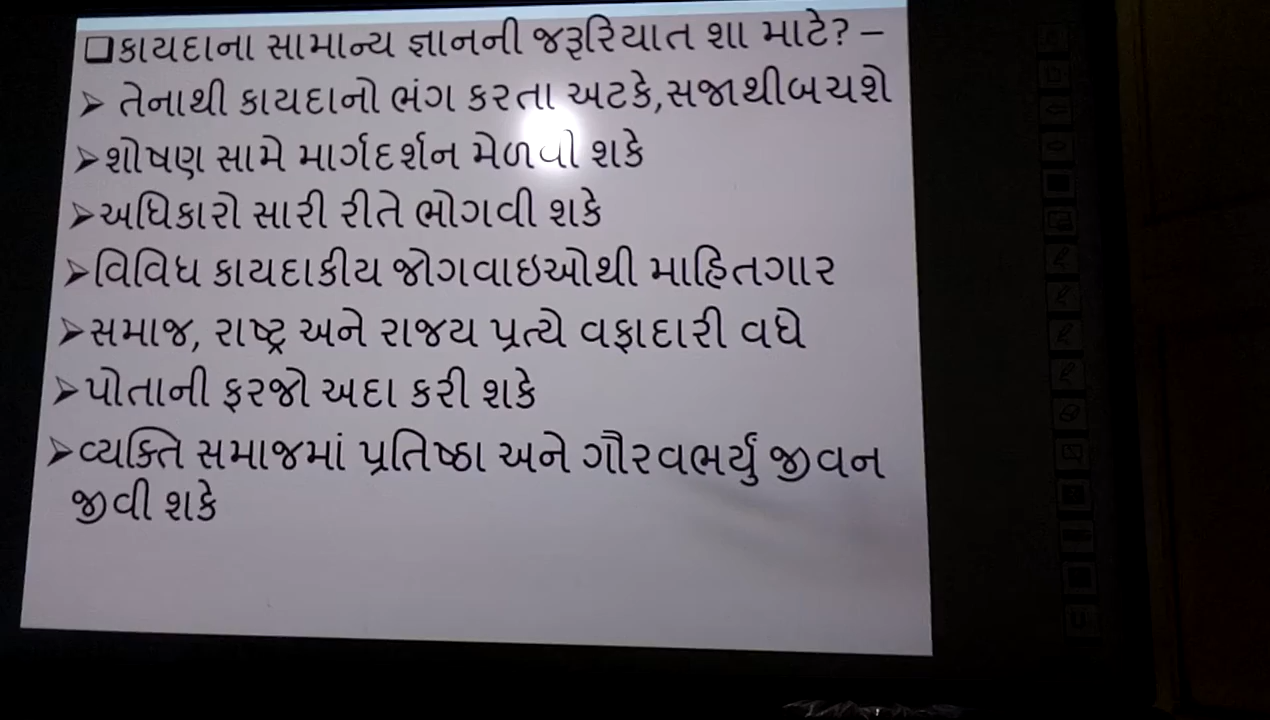 ❑કાયદાના સામાન્ય જ્ઞાનની જરૂરિયાત શા માટે? –
➢ તેનાથી કાયદાનો ભંગ કરતા અટકે,સજાથીબચશે
➢શોષણ સામે માર્ગદર્શન મેળવી શકે
➢અધિકારો સારી રીતે ભોગવી શકે
➢વિવિધ કાયદાકીય જોગવાઇઓથી માહિતગાર
➢સમાજ, રાષ્ટ્ર અને રાજય પ્રત્યે વફાદારી વધે
➢પોતાની ફરજો અદા કરી શકે
➢વ્યક્તિ સમાજમાં પ્રતિષ્ઠા અને ગૌરવભર્યું જીવન
જીવી શકે